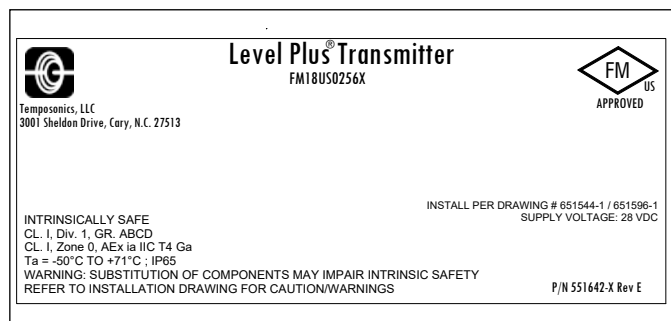 Level Plus® Transmitter
FM18US0256X
FM
US
APPROVED
Temposonics, LLC
3001 Sheldon Drive, Cary, N.C. 27513
INSTALL PER DRAWING # 651544-1 / 651596-1
SUPPLY VOLTAGE: 28 VDC
INTRINSICALLY SAFE
CL. I, Div. 1, GR. ABCD
CL. I, Zone 0, AEx ia IIC T4 Ga
Ta = -50°C TO +71°C ; IP65
WARNING: SUBSTITUTION OF COMPONENTS MAY IMPAIR INTRINSIC SAFETY
REFER TO INSTALLATION DRAWING FOR CAUTION/WARNINGS
P/N 551642-X Rev E